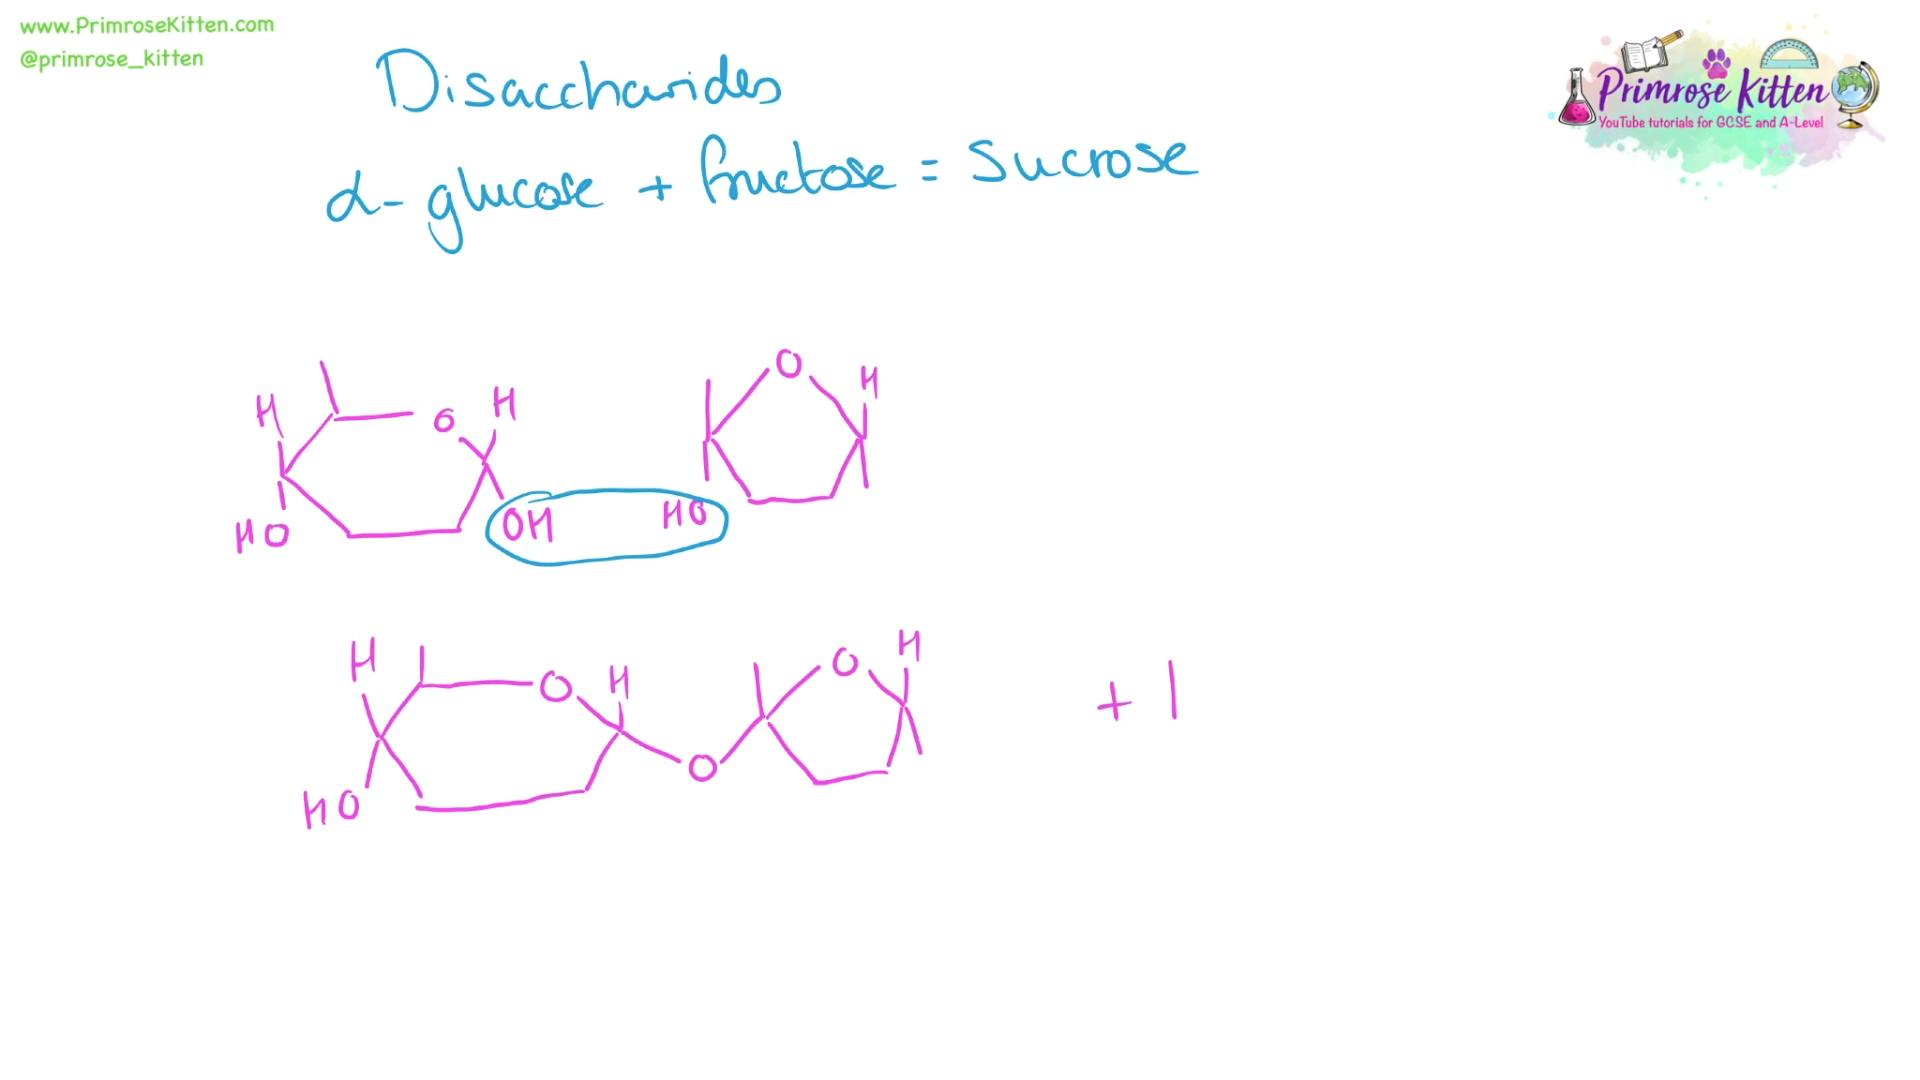 www.PrimroseKitten.com
@primrose_kitten
Disaccharides
α-glucose + fructose = Sucrose
Primrose Kitten
YouTube tutorials for GCSE and A-Level
O
H
H
O
H
OH
HO
HO
H
O
H
O
H
O
HO
+